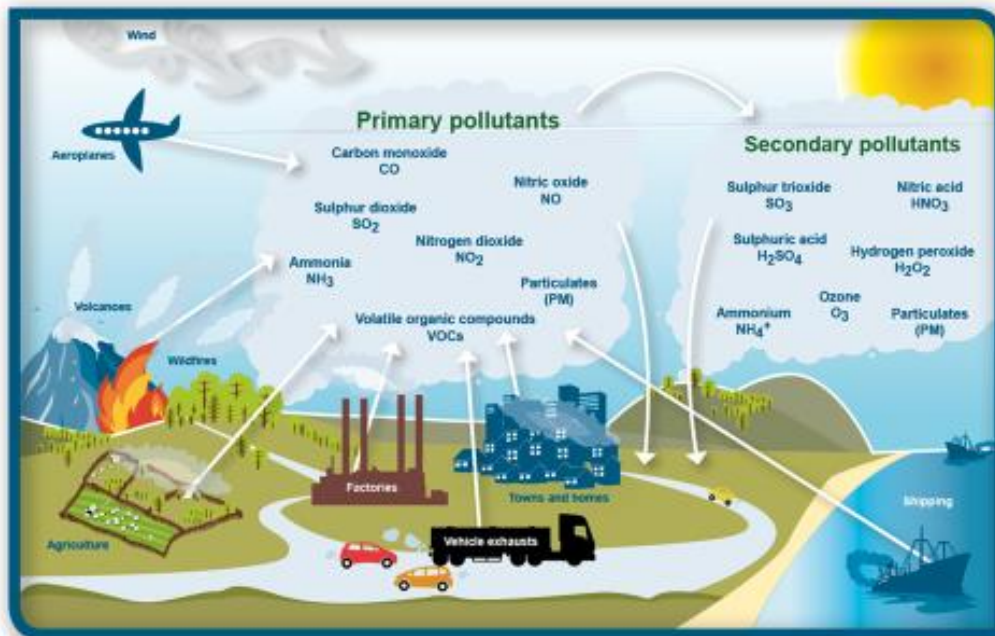 Wind
Aeroplanes
Primary pollutants
Carbon monoxide
CO
Nitric oxide
NO
Sulphur dioxide
SO2
Nitrogen dioxide
NO2
Ammonia
NH3
Particulates
(PM)
Volatile organic compounds
VOCs
Secondary pollutants
Sulphur trioxide
SO3
Nitric acid
HNO3
Sulphuric acid
H2SO4
Hydrogen peroxide
H2O2
Ozone
O3
Ammonium
NH4+
Particulates
(PM)
Volcanoes
Wildfires
Agriculture
Factories
Towns and homes
Vehicle exhausts
Shipping